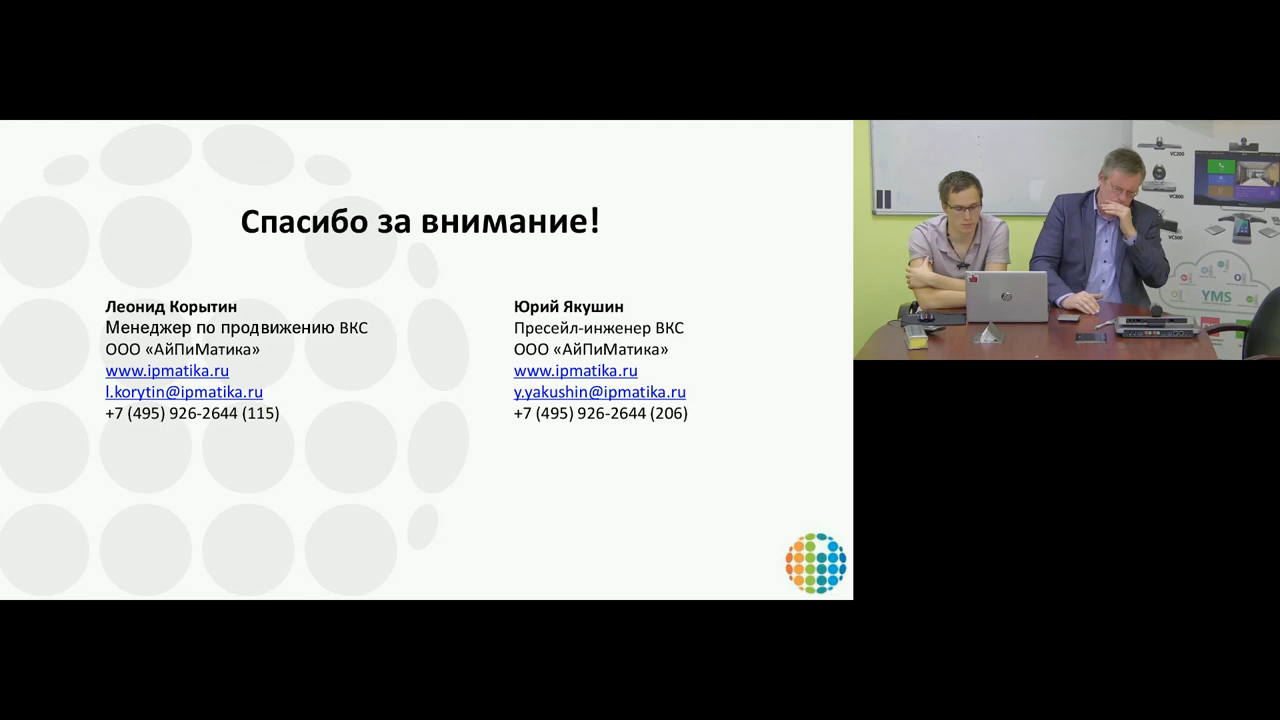 Спасибо за внимание!
Леонид Корытин
Менеджер по продвижению ВКС
ООО «АйПиМатика»
www.ipmatika.ru
l.korytin@ipmatika.ru
+7 (495) 926-2644 (115)
Юрий Якушин
Пресейл-инженер ВКС
ООО «АйПиМатика»
www.ipmatika.ru
y.yakushin@ipmatika.ru
+7 (495) 926-2644 (206)
VC200
VC800
VC500
YMS